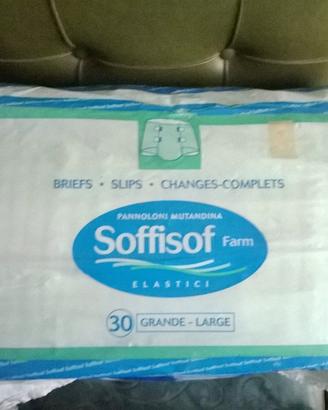 BRIEFS • SLIPS • CHANGES-COMPLETS
PANNOLONI MUTANDINA
Soffisof Farm
ELASTICI
30 GRANDE - LARGE